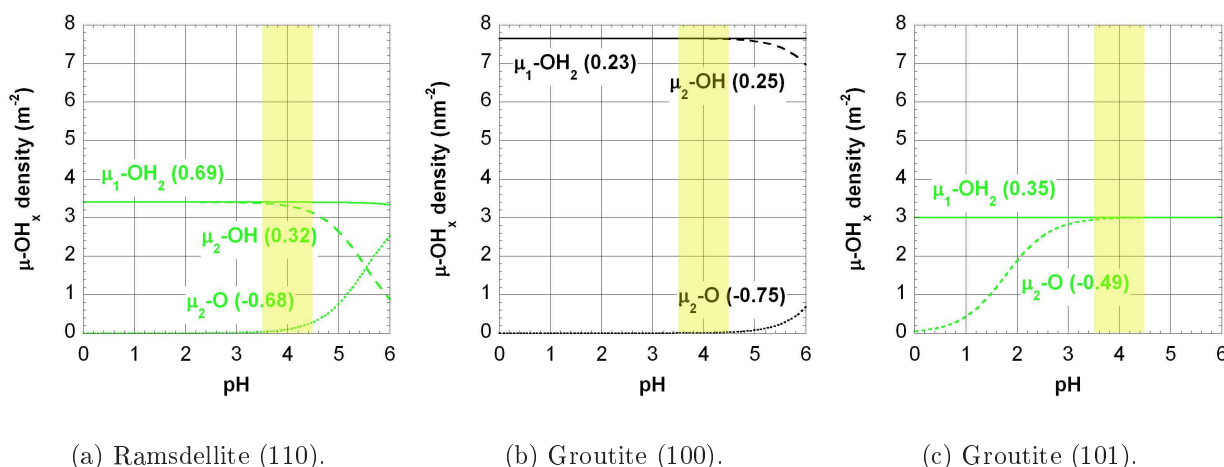 8
7
6
5
4
3
2
1
0
μ-OHₓ density (m⁻²)
μ₁-OH₂ (0.69)
μ₂-OH (0.32)
μ₂-O (-0.68)
0 1 2 3 4 5 6
pH
(a) Ramsdellite (110).
8
7
6
5
4
3
2
1
0
μ-OHₓ density (nm⁻²)
μ₁-OH₂ (0.23)
μ₂-OH (0.25)
μ₂-O (-0.75)
0 1 2 3 4 5 6
pH
(b) Groutite (100).
8
7
6
5
4
3
2
1
0
μ-OHₓ density (m⁻²)
μ₁-OH₂ (0.35)
μ₂-O (-0.49)
0 1 2 3 4 5 6
pH
(c) Groutite (101).